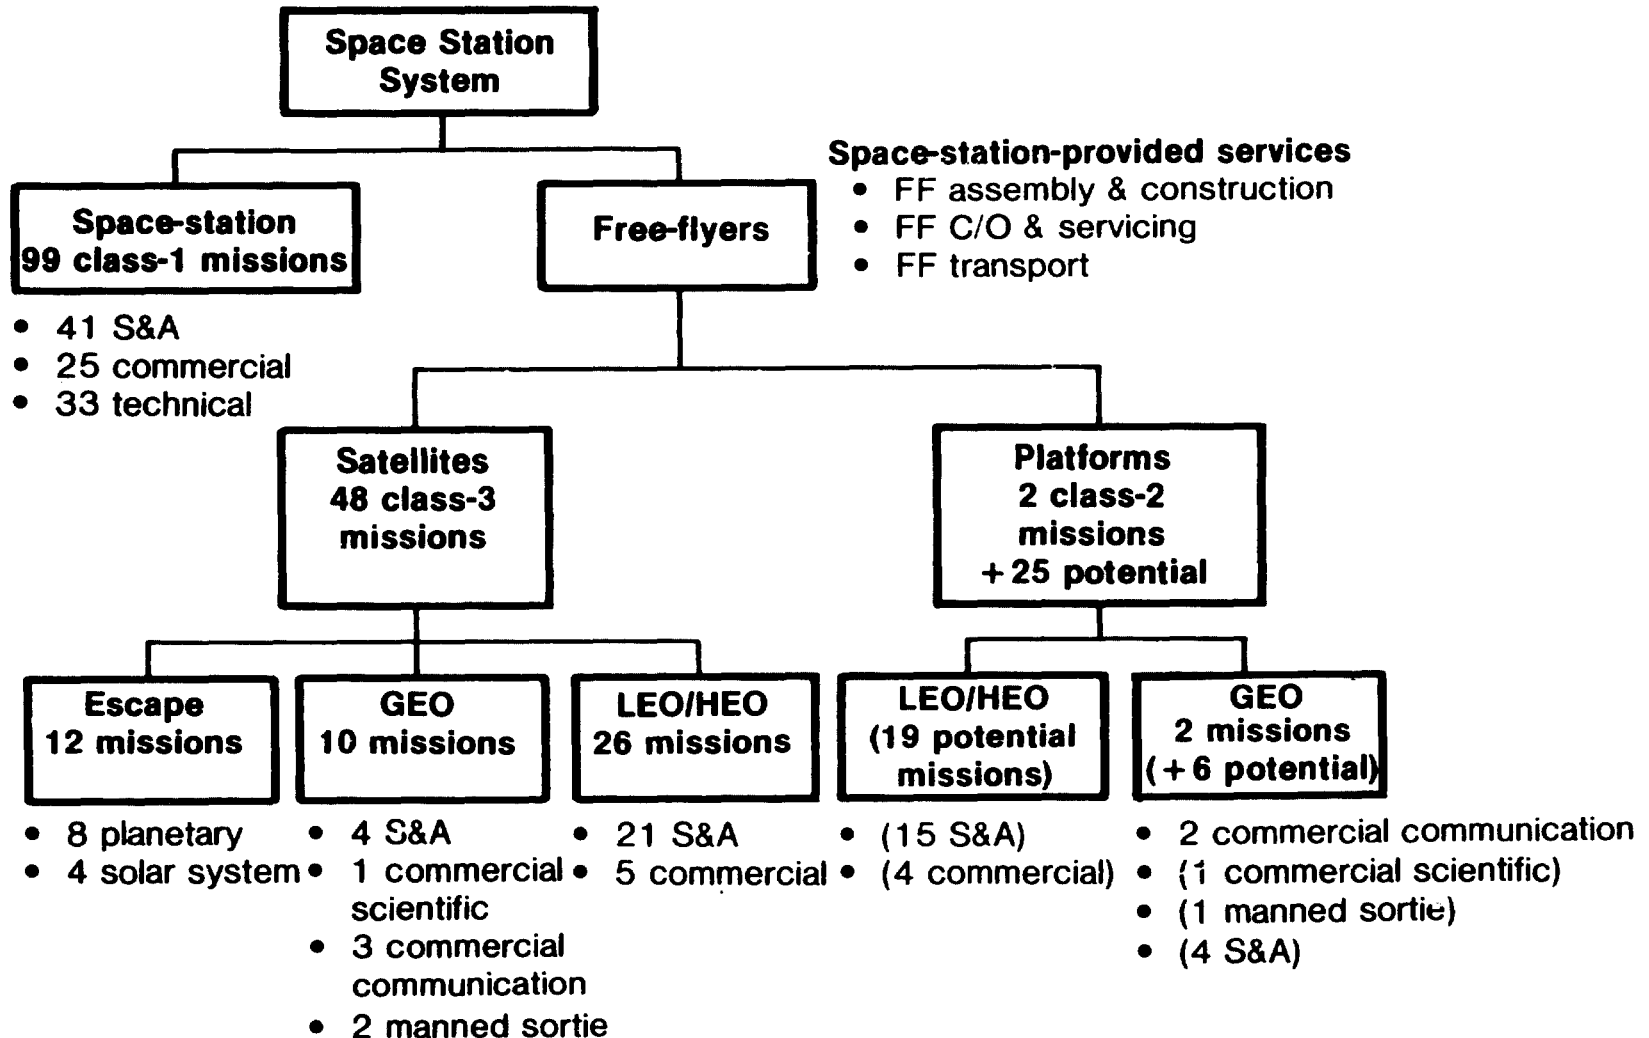 Space Station
System
Space-station-provided services
• FF assembly & construction
• FF C/O & servicing
• FF transport
Space-station
99 class-1 missions
• 41 S&A
• 25 commercial
• 33 technical
Free-flyers
Satellites
48 class-3
missions
Platforms
2 class-2
missions
+25 potential
Escape
12 missions
• 8 planetary
• 4 solar system
GEO
10 missions
• 4 S&A
• 1 commercial
scientific
• 3 commercial
communication
• 2 manned sortie
LEO/HEO
26 missions
• 21 S&A
• 5 commercial
LEO/HEO
(19 potential
missions)
• (15 S&A)
• (4 commercial)
GEO
2 missions
(+6 potential)
• 2 commercial communication
• (1 commercial scientific)
• (1 manned sortie)
• (4 S&A)